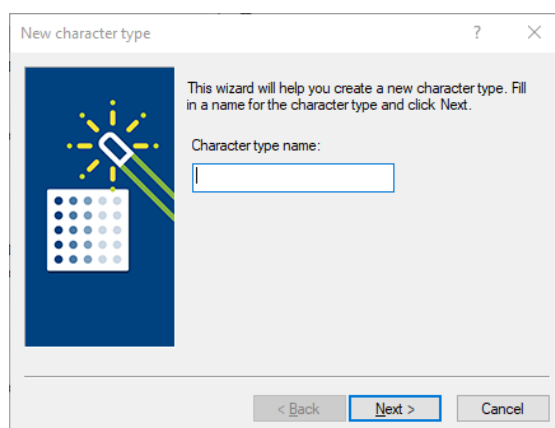 New character type
?
This wizard will help you create a new character type. Fill
in a name for the character type and click Next.
Character type name:
< Back
Next >
Cancel